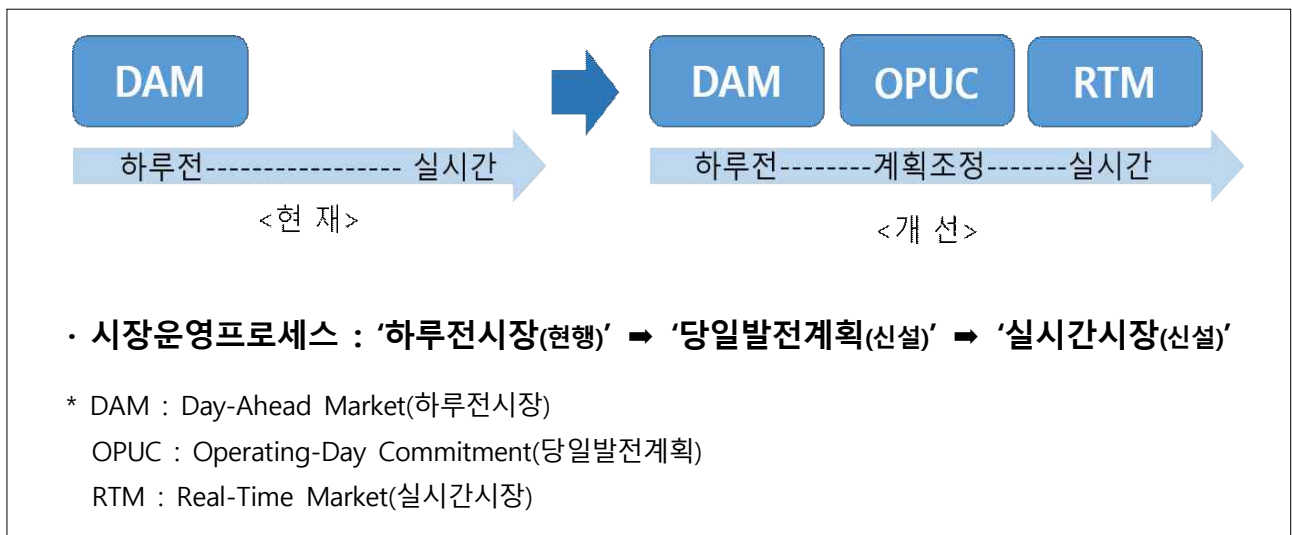 DAM
DAM OPUC RTM
하루전----------------- 실시간
하루전--------계획조정-------실시간
<현 재>
<개 선>
· 시장운영프로세스 : ‘하루전시장(현행)’ ➡ ‘당일발전계획(신설)’ ➡ ‘실시간시장(신설)’
* DAM : Day-Ahead Market(하루전시장)
OPUC : Operating-Day Commitment(당일발전계획)
RTM : Real-Time Market(실시간시장)